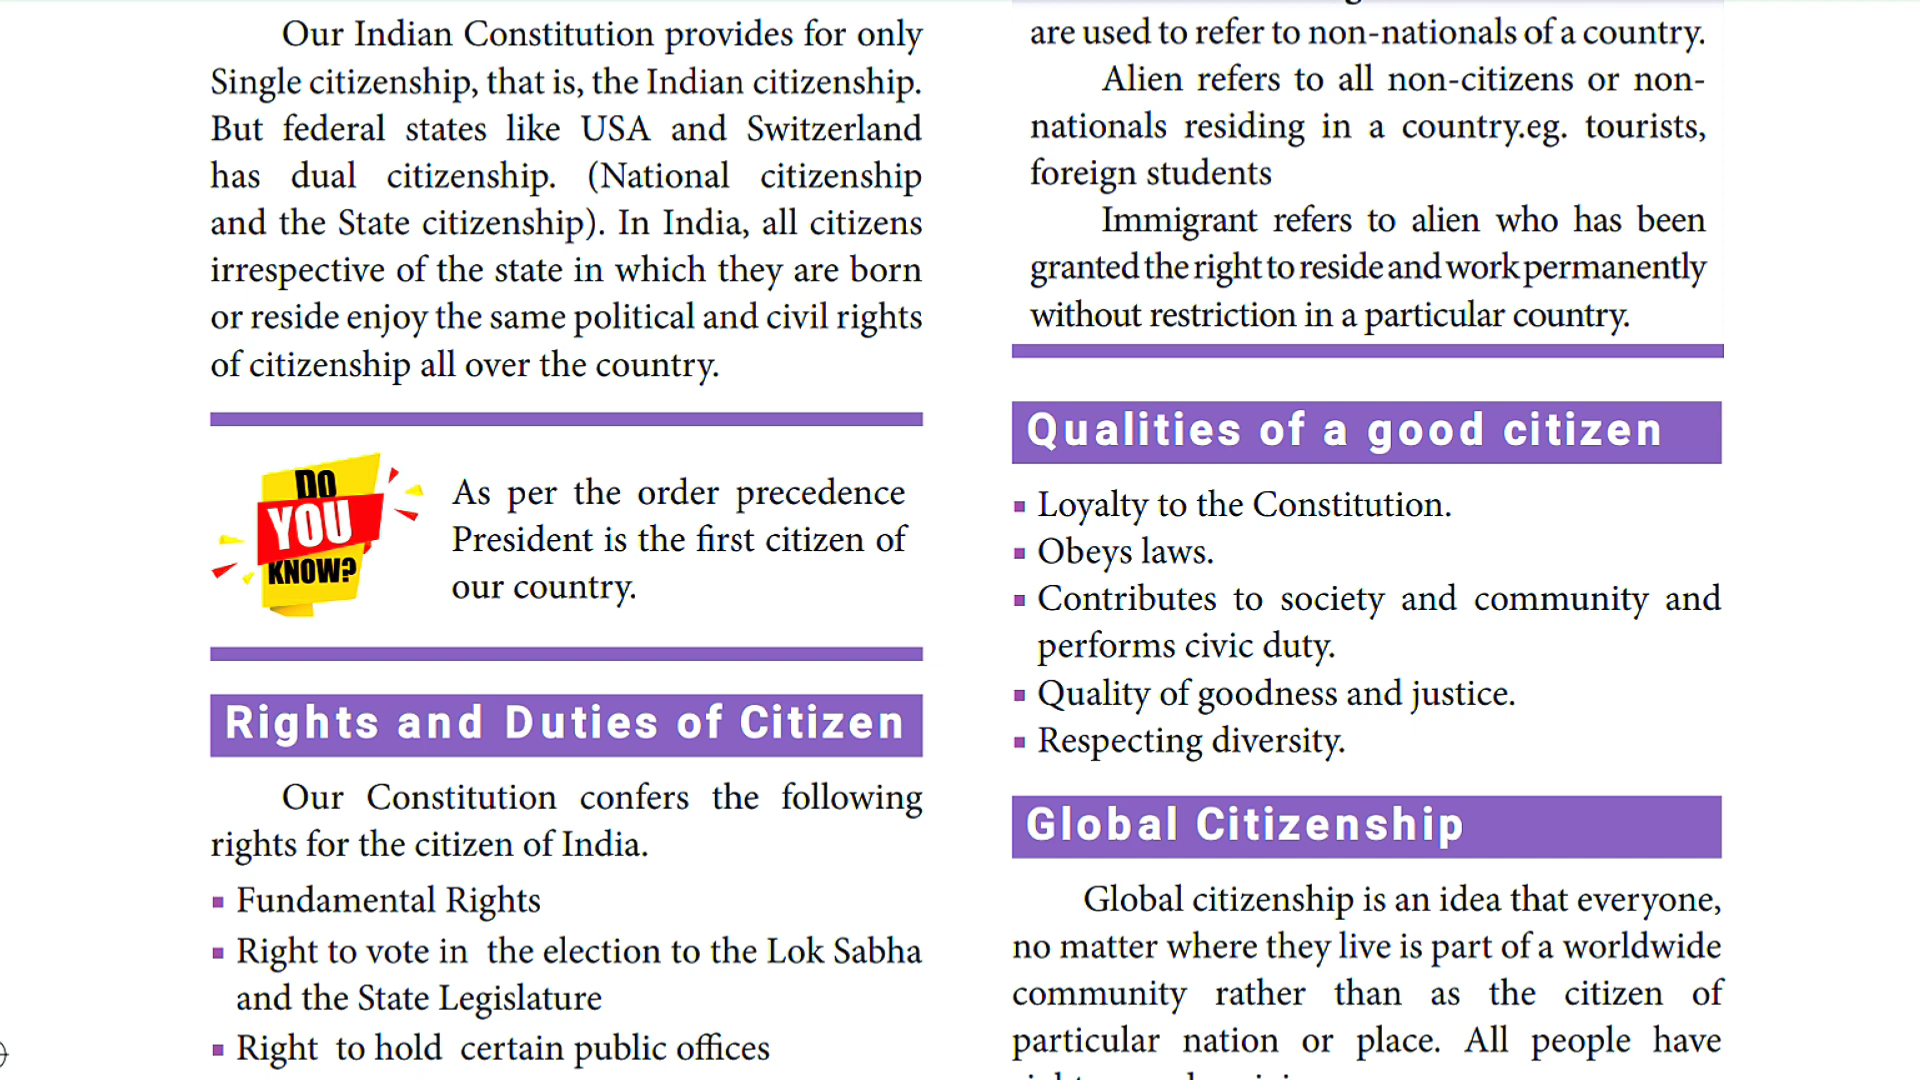 Our Indian Constitution provides for only
Single citizenship, that is, the Indian citizenship.
But federal states like USA and Switzerland
has dual citizenship. (National citizenship
and the State citizenship). In India, all citizens
irrespective of the state in which they are born
or reside enjoy the same political and civil rights
of citizenship all over the country.
DO
YOU
KNOW?
As per the order precedence
President is the first citizen of
our country.
Rights and Duties of Citizen
Our Constitution confers the following
rights for the citizen of India.
▪ Fundamental Rights
▪ Right to vote in the election to the Lok Sabha
and the State Legislature
▪ Right to hold certain public offices
are used to refer to non-nationals of a country.
Alien refers to all non-citizens or non-
nationals residing in a country.eg. tourists,
foreign students
Immigrant refers to alien who has been
granted the right to reside and work permanently
without restriction in a particular country.
Qualities of a good citizen
▪ Loyalty to the Constitution.
▪ Obeys laws.
▪ Contributes to society and community and
performs civic duty.
▪ Quality of goodness and justice.
▪ Respecting diversity.
Global Citizenship
Global citizenship is an idea that everyone,
no matter where they live is part of a worldwide
community rather than as the citizen of
particular nation or place. All people have